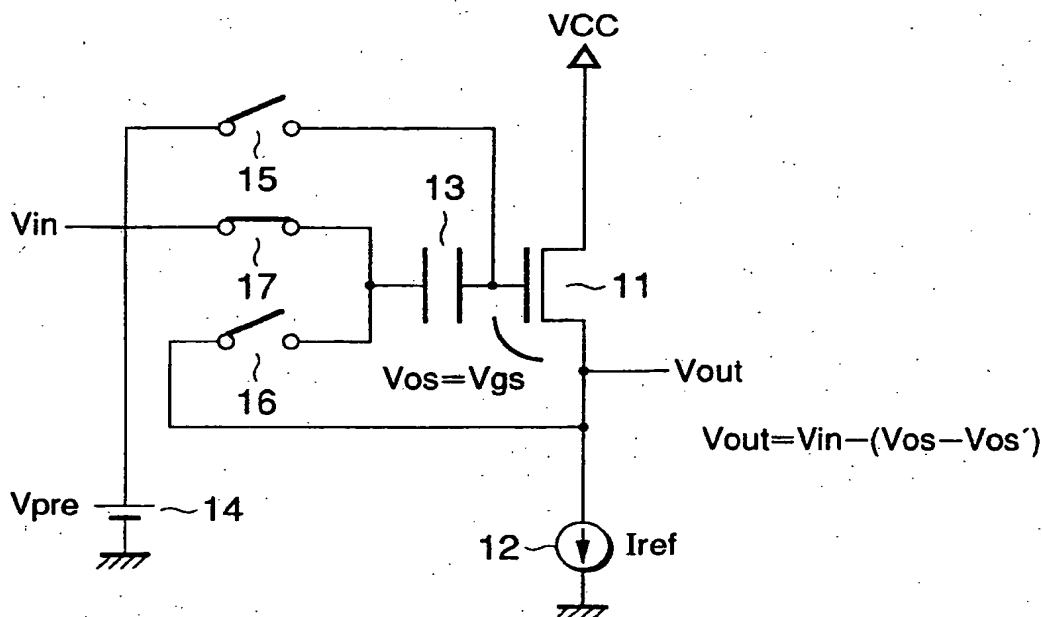 VCC
15
13
Vin
17
11
Vos=Vgs
16
Vout
Vout=Vin-(Vos-Vos´)
Vpre
14
12
Iref